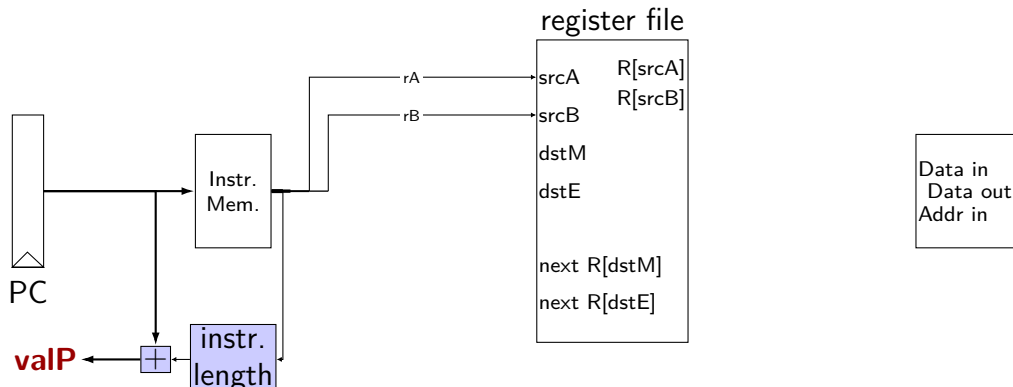 register file
rA
srcA
R[srcA]
R[srcB]
rB
srcB
dstM
dstE
Instr.
Mem.
Data in
Data out
Addr in
next R[dstM]
next R[dstE]
PC
valP
+
instr.
length